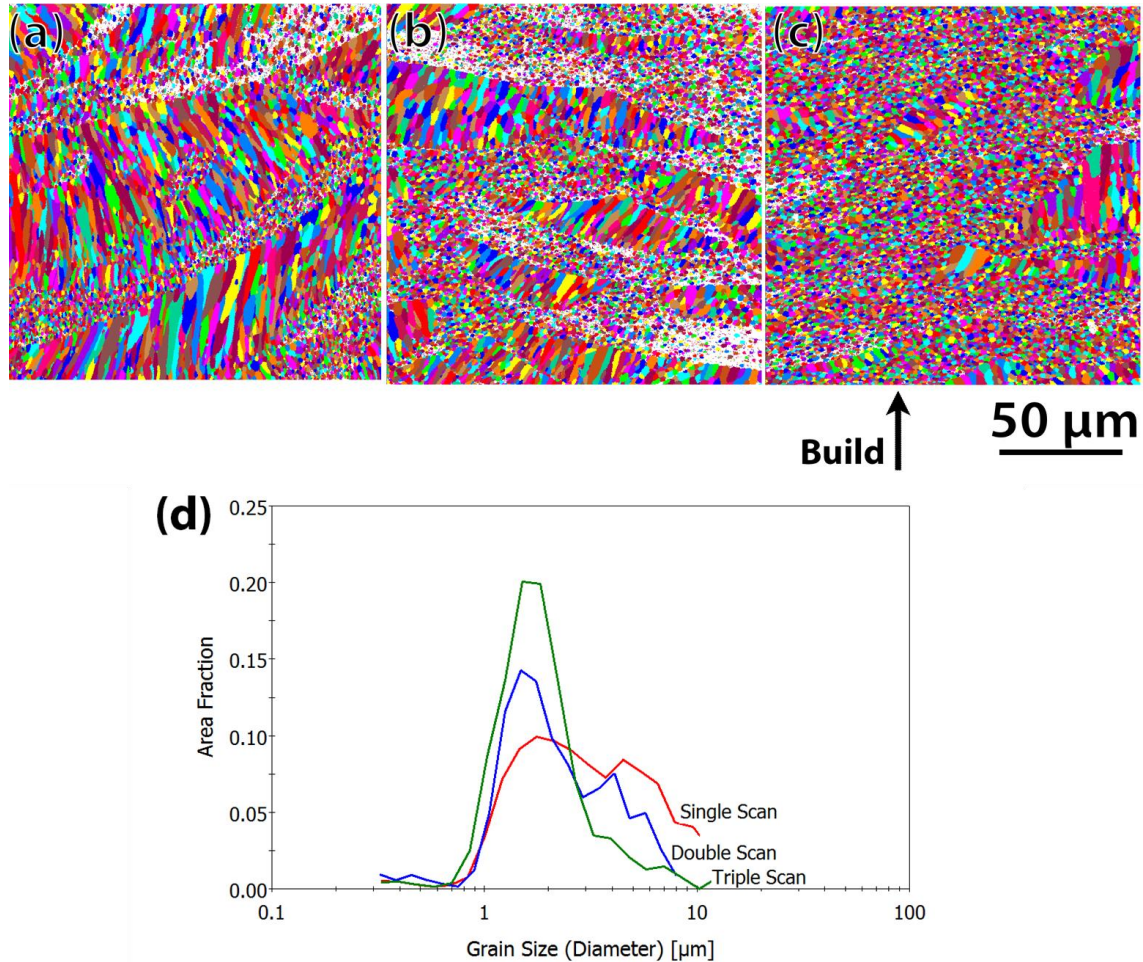 (a) (b) (c)
Build
50 µm
(d)
0.25
0.20
0.15
0.10
0.05
0.00
Area Fraction
Single Scan
Double Scan
Triple Scan
0.1 1 10 100
Grain Size (Diameter) [µm]